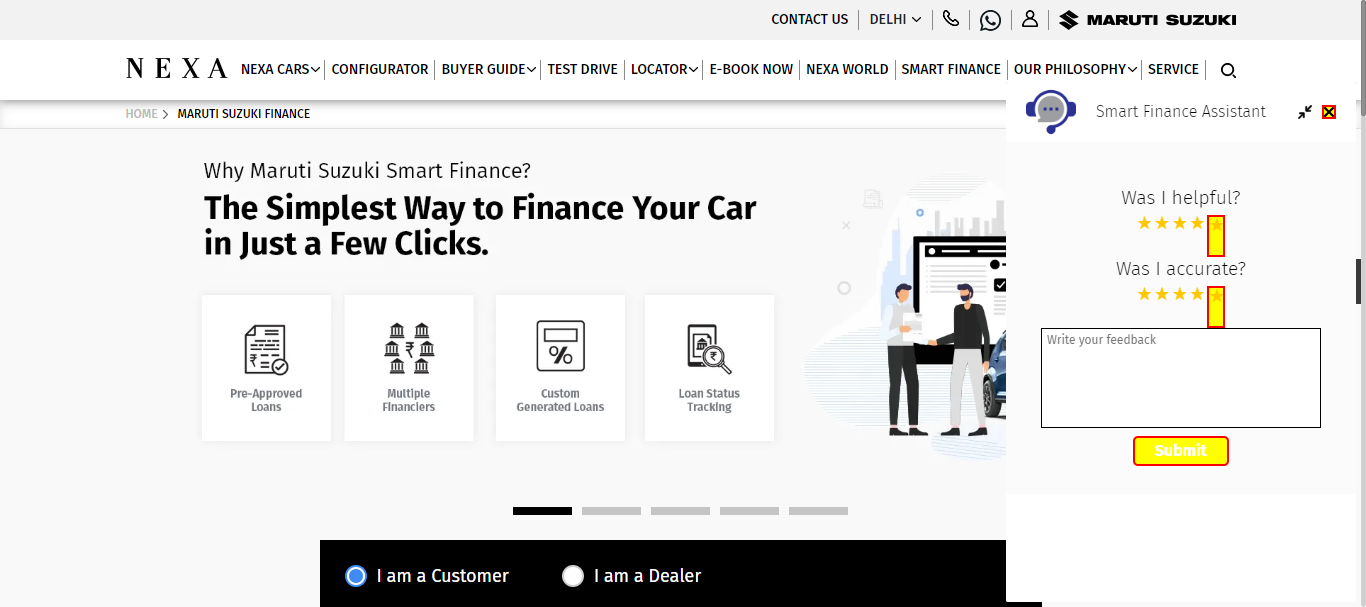 CONTACT US
DELHI
MARUTI SUZUKI
NEXA
NEXA CARS
CONFIGURATOR
BUYER GUIDE
TEST DRIVE
LOCATOR
E-BOOK NOW
NEXA WORLD
SMART FINANCE
OUR PHILOSOPHY
SERVICE
HOME
MARUTI SUZUKI FINANCE
Smart Finance Assistant
Why Maruti Suzuki Smart Finance?
The Simplest Way to Finance Your Car
in Just a Few Clicks.
Pre-Approved
Loans
Multiple
Financiers
Custom
Generated Loans
Loan Status
Tracking
Was I helpful?
Was I accurate?
Write your feedback
Submit
I am a Customer
I am a Dealer